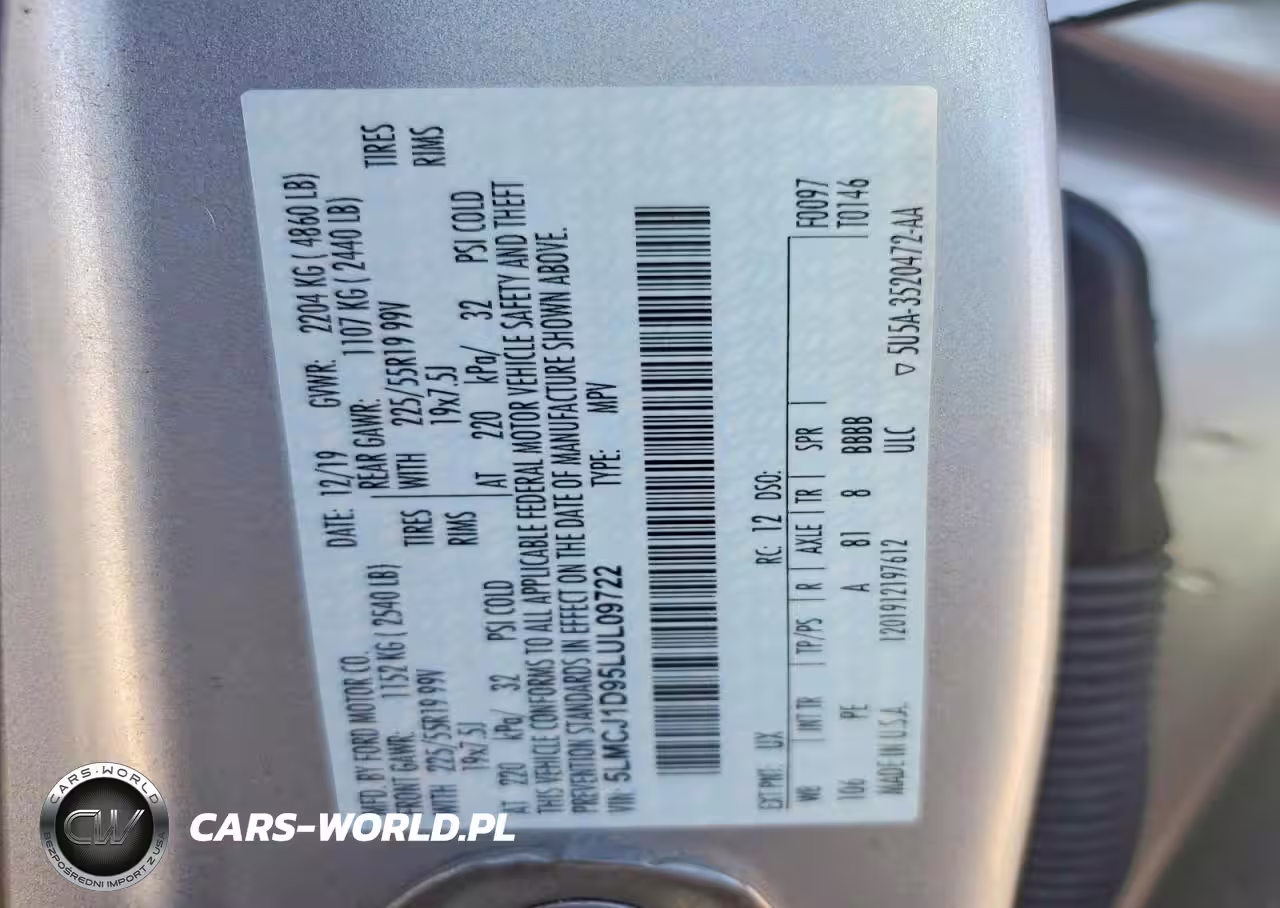 MFD. BY FORD MOTOR CO. DATE: 12/19 GVWR: 2204 KG ( 4860 LB)
FRONT GAWR: 1152 KG ( 2540 LB) REAR GAWR: 1107 KG ( 2440 LB)
WITH 225/55R19 99V TIRES WITH 225/55R19 99V TIRES
19x7.5J RIMS 19x7.5J RIMS
AT 220 kPa/ 32 PSI COLD AT 220 kPa/ 32 PSI COLD
THIS VEHICLE CONFORMS TO ALL APPLICABLE FEDERAL MOTOR VEHICLE SAFETY AND THEFT
PREVENTION STANDARDS IN EFFECT ON THE DATE OF MANUFACTURE SHOWN ABOVE.
VIN: 5LMCJ1D95LUL09722 TYPE: MPV
EXT PNT: UX RC: 12 DSO:
WB INT TR TP/PS R AXLE TR SPR F0097
106 PE A 81 8 BBBB T0146
MADE IN U.S.A. 1201912197612 ULC
▽ 5U5A-3520472-AA
CARS-WORLD
CW
BEZPOŚREDNI IMPORT Z USA
CARS-WORLD.PL